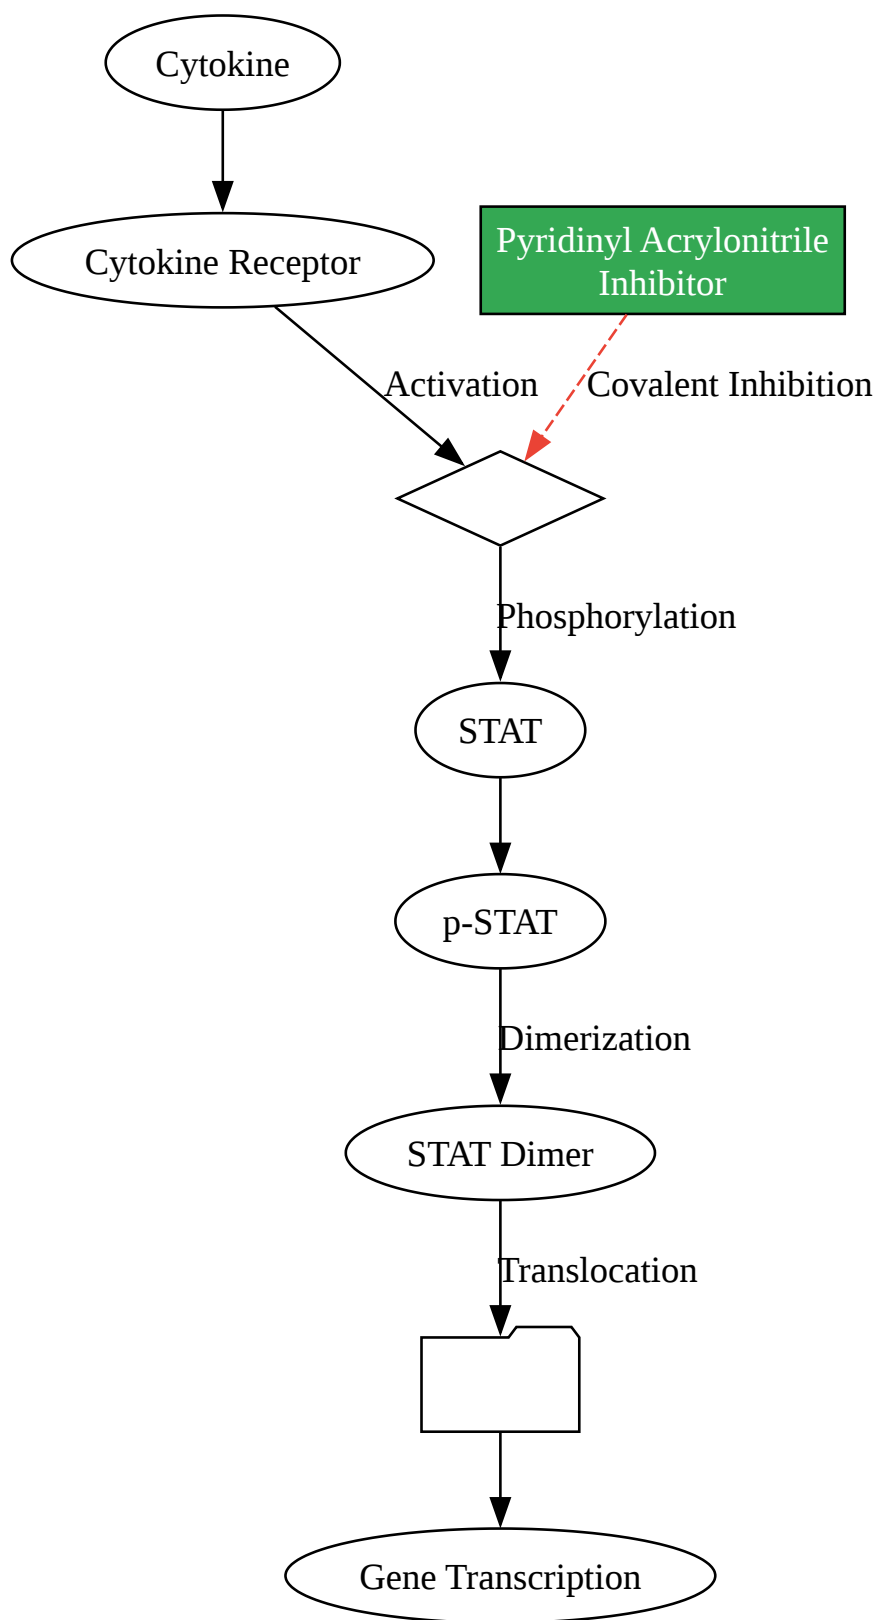 Cytokine
Cytokine Receptor
Pyridinyl Acrylonitrile
Inhibitor
Activation
Covalent Inhibition
Phosphorylation
STAT
p-STAT
Dimerization
STAT Dimer
Translocation
Gene Transcription